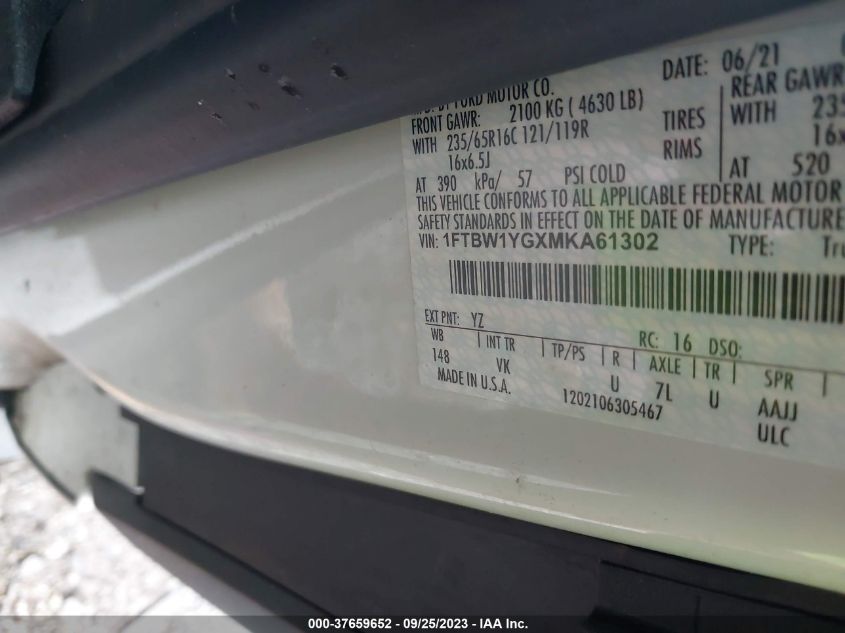 DATE: 06/21
BY FORD MOTOR CO.
FRONT GAWR: 2100 KG ( 4630 LB) REAR GAWR
WITH 235/65R16C 121/119R TIRES WITH
16x6.5J RIMS
AT 390 kPa/ 57 PSI COLD AT 520
THIS VEHICLE CONFORMS TO ALL APPLICABLE FEDERAL MOTOR
SAFETY STANDARDS IN EFFECT ON THE DATE OF MANUFACTURE
VIN: 1FTBW1YGXMKA61302 TYPE:
EXT PNT: YZ RC: 16 DSO:
WB INT TR TP/PS R AXLE TR SPR
148 VK U 7L U AAJJ
MADE IN U.S.A. 1202106305467 ULC
000-37659652 / 09/25/2023 - IAA Inc.